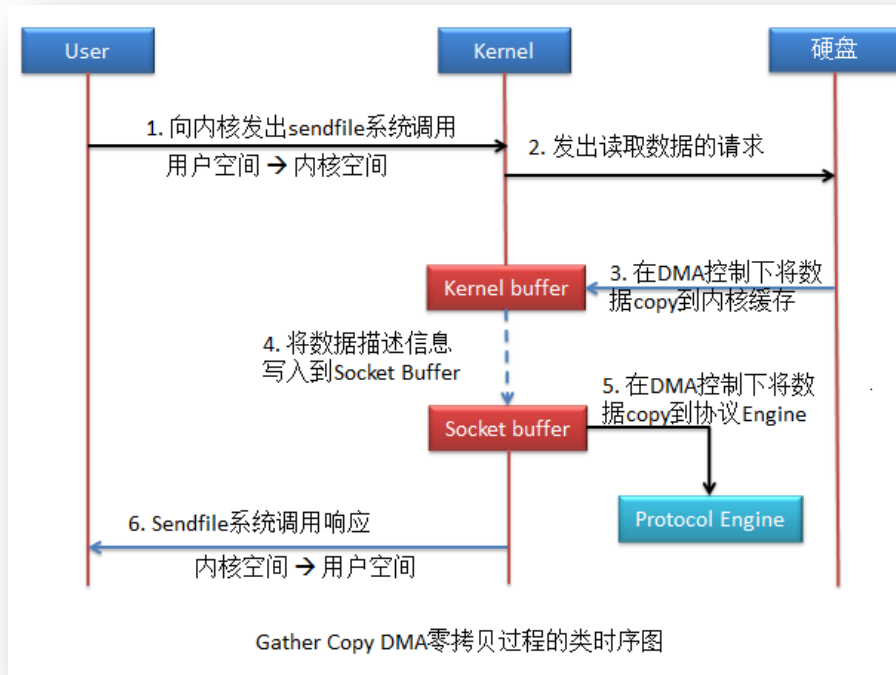 User
Kernel
硬盘
1. 向内核发出sendfile系统调用
用户空间 → 内核空间
2. 发出读取数据的请求
3. 在DMA控制下将数
据copy到内核缓存
Kernel buffer
4. 将数据描述信息
写入到Socket Buffer
5. 在DMA控制下将数
据copy到协议Engine
Socket buffer
Protocol Engine
6. Sendfile系统调用响应
内核空间 → 用户空间
Gather Copy DMA零拷贝过程的类时序图